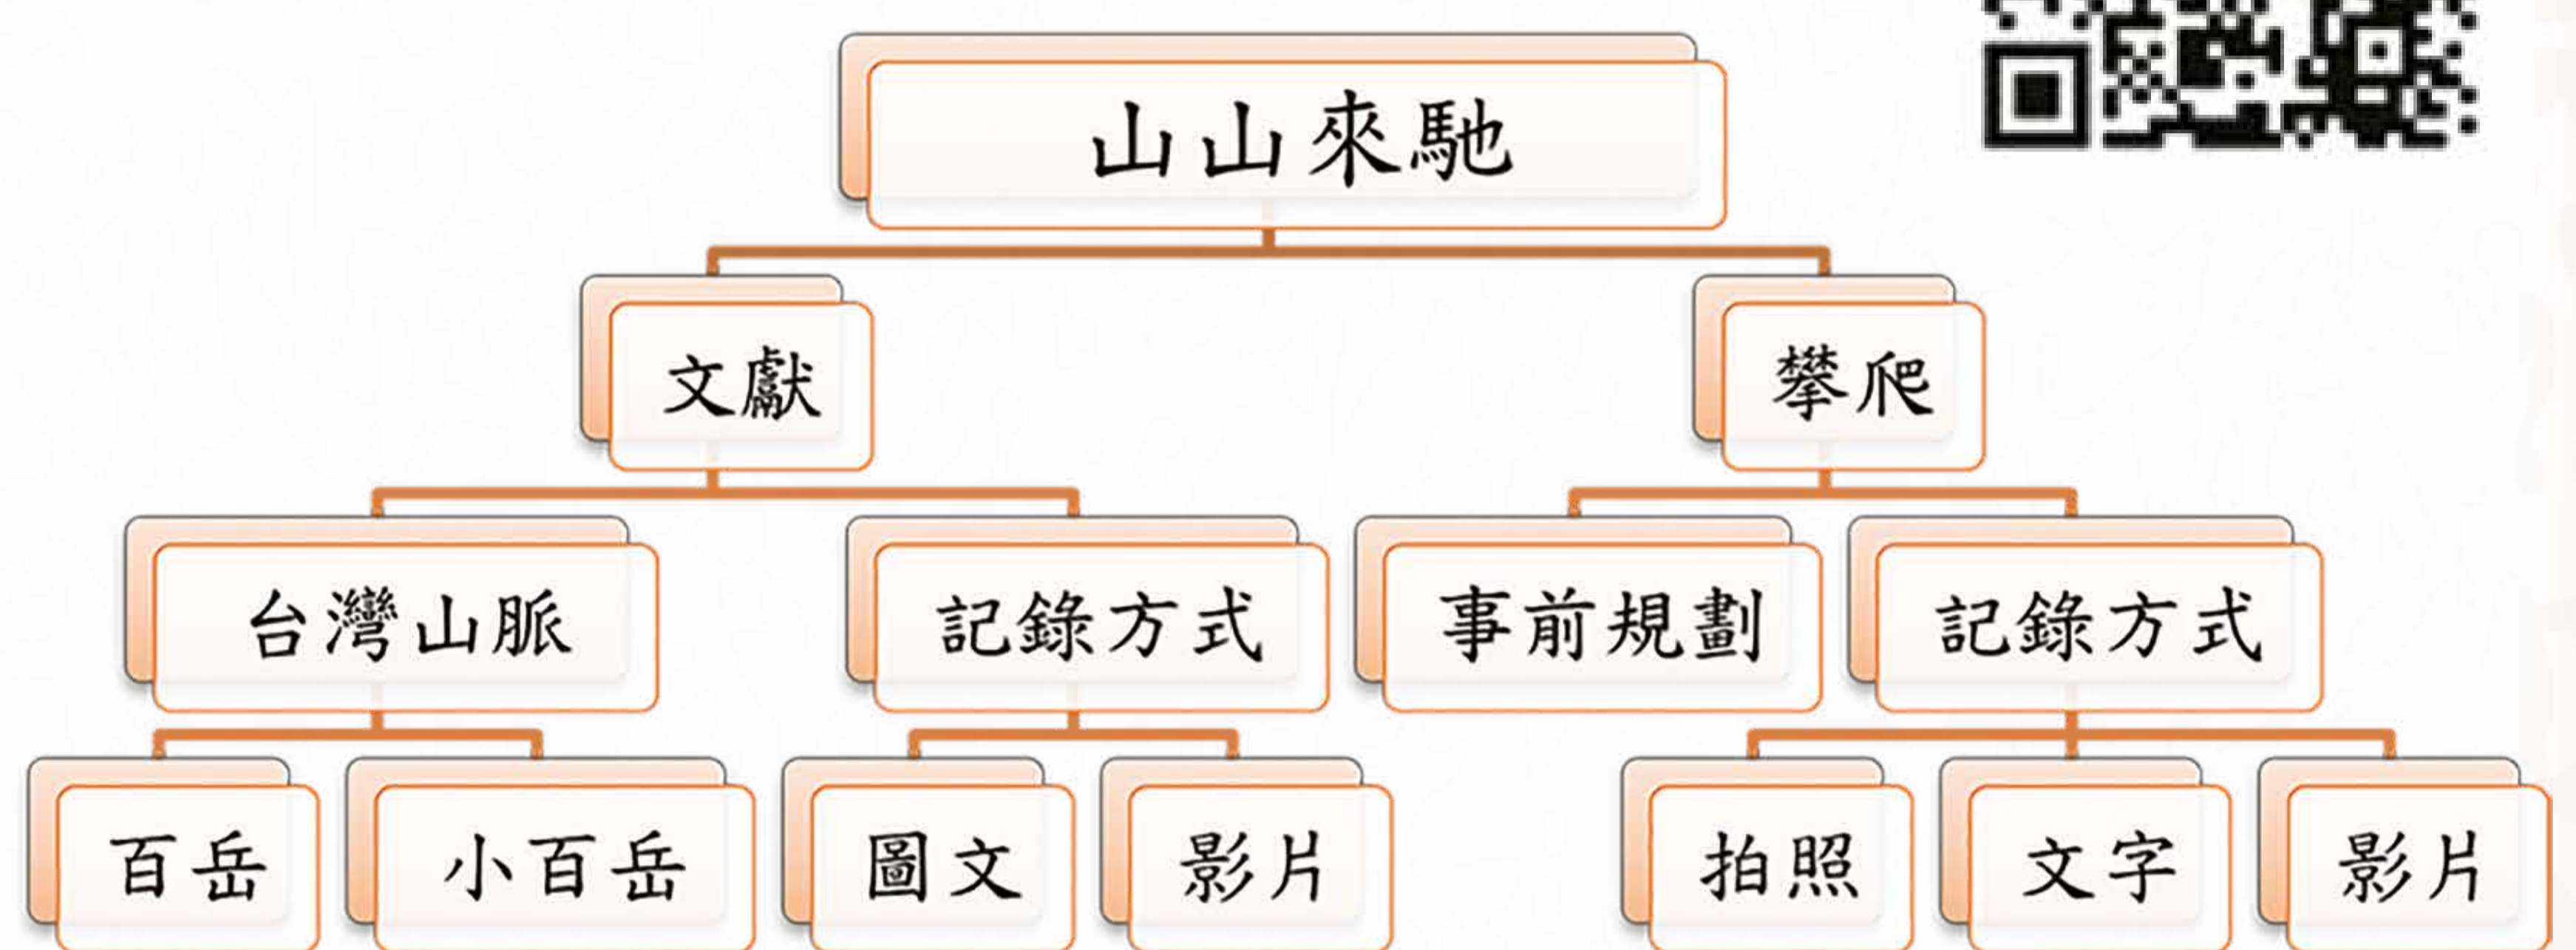 山山來馳
文獻
攀爬
台灣山脈
記錄方式
事前規劃
記錄方式
百岳
小百岳
圖文
影片
拍照
文字
影片